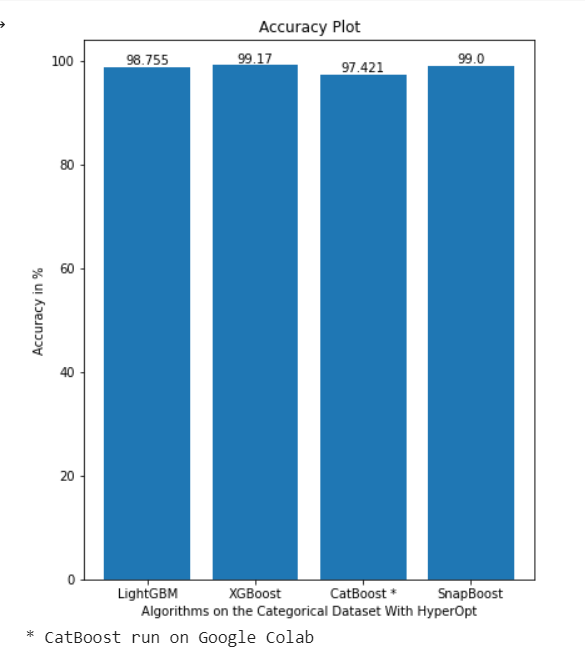 Accuracy Plot
98.755 99.17 97.421 99.0
100
80
60
40
20
0
Accuracy in %
LightGBM XGBoost CatBoost * SnapBoost
Algorithms on the Categorical Dataset With HyperOpt
* CatBoost run on Google Colab